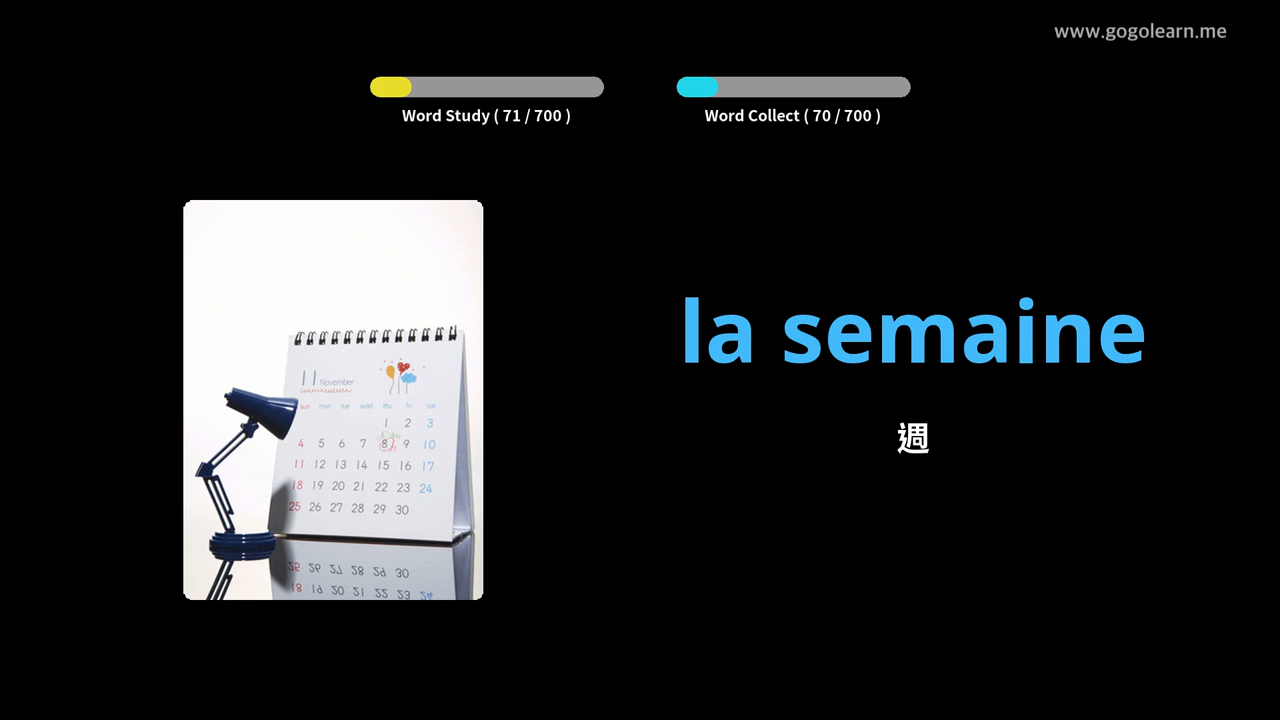 www.gogolearn.me
Word Study ( 71 / 700 )
Word Collect ( 70 / 700 )
la semaine
週
11 November
sun mon tue wed thu fri sat
1 2 3
4 5 6 7 8 9 10
11 12 13 14 15 16 17
18 19 20 21 22 23 24
25 26 27 28 29 30